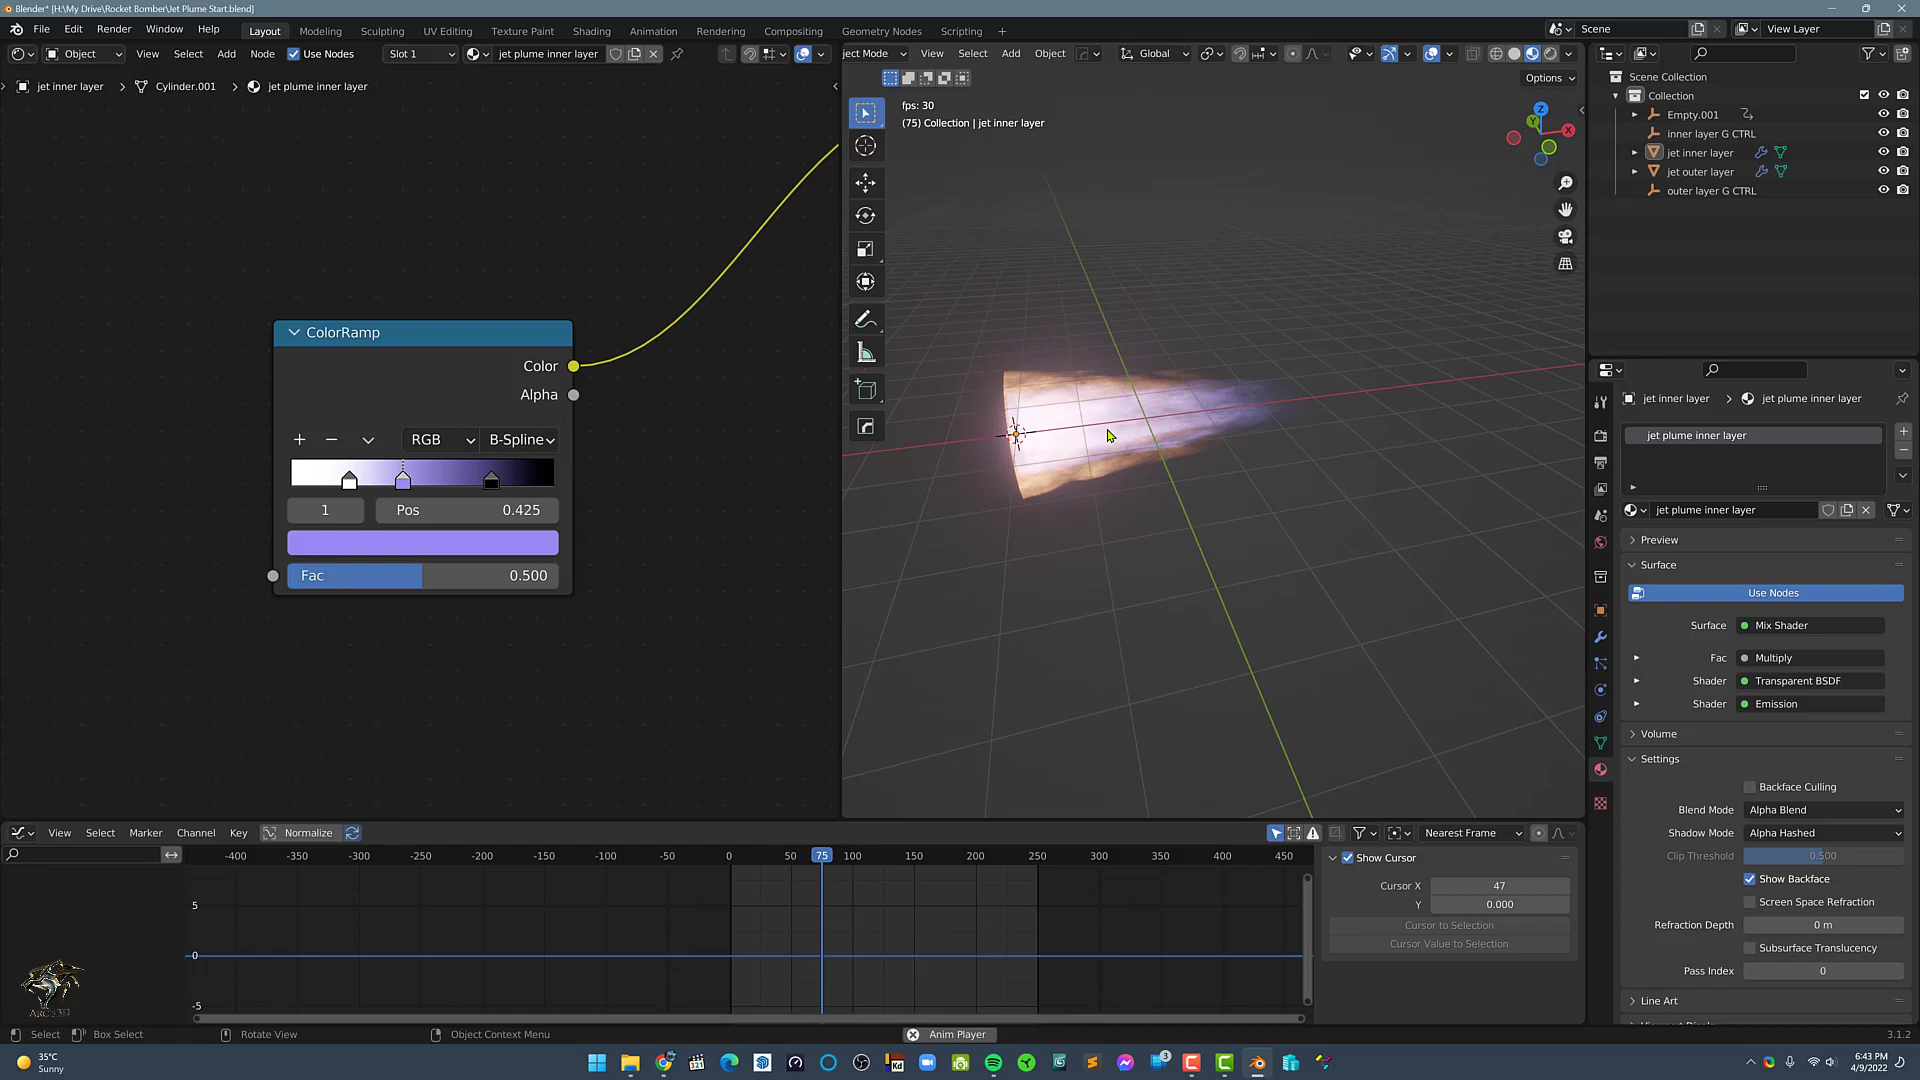 Blender* [H:\My Drive\Rocket Bomber\Jet Plume Start.blend]
File Edit Render Window Help Layout Modeling Sculpting UV Editing Texture Paint Shading Animation Rendering Compositing Geometry Nodes Scripting + Scene View Layer
Object View Select Add Node Use Nodes Slot 1 jet plume inner layer
ect Mode View Select Add Object Global
Options
jet inner layer > Cylinder.001 > jet plume inner layer
fps: 30
(75) Collection | jet inner layer
Z
Y
X
Scene Collection
Collection
Empty.001
inner layer G CTRL
jet inner layer
jet outer layer
outer layer G CTRL
ColorRamp
Color
Alpha
+ − RGB B-Spline
1 Pos 0.425
Fac 0.500
jet inner layer > jet plume inner layer
jet plume inner layer
jet plume inner layer
Preview
Surface
Use Nodes
Surface Mix Shader
Fac Multiply
Shader Transparent BSDF
Shader Emission
Volume
Settings
Backface Culling
Blend Mode Alpha Blend
Shadow Mode Alpha Hashed
Clip Threshold 0.500
Show Backface
Screen Space Refraction
Refraction Depth 0 m
Subsurface Translucency
Pass Index 0
Line Art
Viewport Display
View Select Marker Channel Key Normalize Nearest Frame
-400 -350 -300 -250 -200 -150 -100 -50 0 50 75 100 150 200 250 300 350 400 450
5
0
-5
Show Cursor
Cursor X 47
Y 0.000
Cursor to Selection
Cursor Value to Selection
ARC3D
Select Box Select Rotate View Object Context Menu Anim Player 3.1.2
35°C
Sunny
321
Kd
3
6:43 PM
4/9/2022